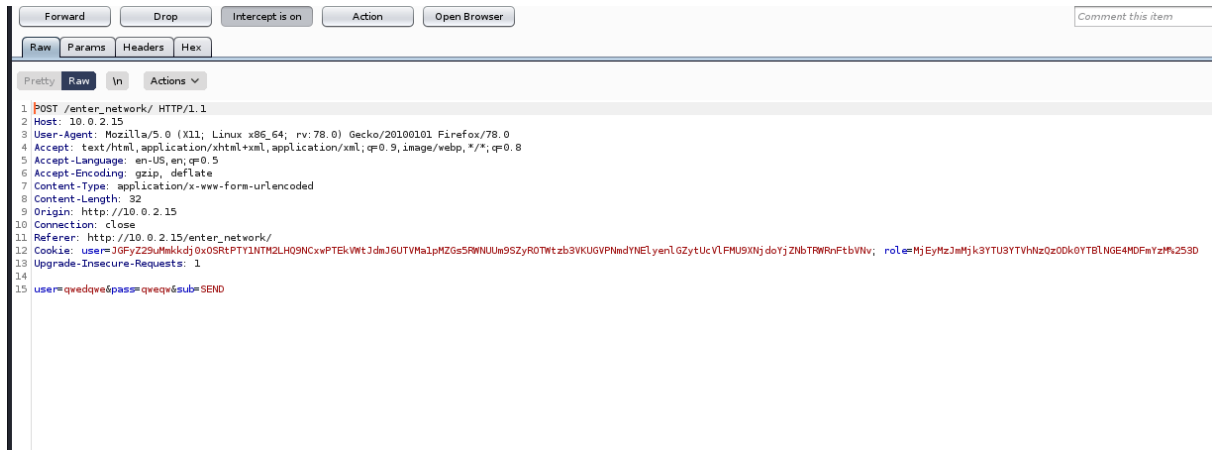 Forward Drop Intercept is on Action Open Browser Comment this item
Raw Params Headers Hex
Pretty Raw \n Actions
1 POST /enter_network/ HTTP/1.1
2 Host: 10.0.2.15
3 User-Agent: Mozilla/5.0 (X11; Linux x86_64; rv:78.0) Gecko/20100101 Firefox/78.0
4 Accept: text/html,application/xhtml+xml,application/xml;q=0.9,image/webp,*/*;q=0.8
5 Accept-Language: en-US,en;q=0.5
6 Accept-Encoding: gzip, deflate
7 Content-Type: application/x-www-form-urlencoded
8 Content-Length: 32
9 Origin: http://10.0.2.15
10 Connection: close
11 Referer: http://10.0.2.15/enter_network/
12 Cookie: user=JGFyZ29uMmkkdj0xOSRtPTY1NTM2LHQ9NCxwPTEkVWtJdmJ6UTVMa1pMZGs5RWNUUm9SZyROTWtzb3VKUGVPNmdYNElyenlGZytUcVlFMU9XNjdoYjZNbTRWRnFtbVNv; role=MjEyMzJmMjk3YTU3YTVhNzQzODk0YTBlNGE4MDFmYzM%253D
13 Upgrade-Insecure-Requests: 1
14
15 user=qwedqwe&pass=qweqw&sub=SEND